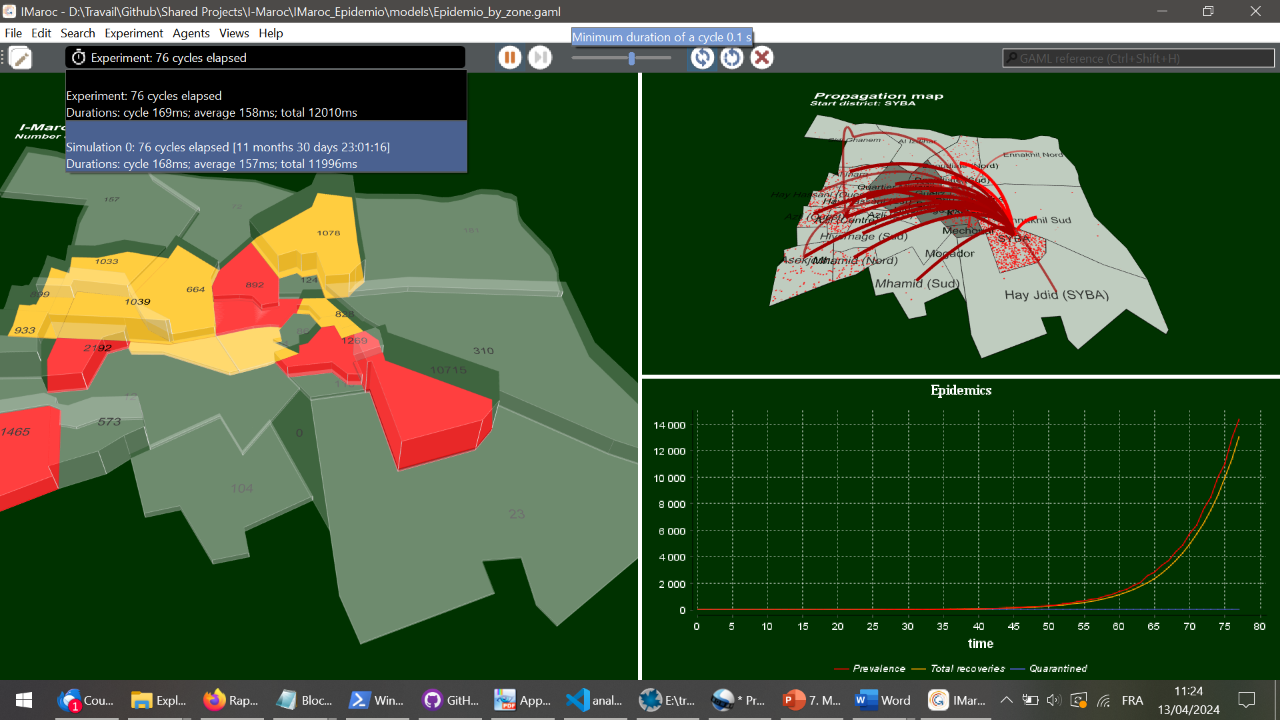 IMaroc - D:\Travail\Github\Shared Projects\I-Maroc\IMaroc_Epidemio\models\Epidemio_by_zone.gaml
File Edit Search Experiment Agents Views Help
Minimum duration of a cycle 0.1 s
Experiment: 76 cycles elapsed
GAML reference (Ctrl+Shift+H)
Experiment: 76 cycles elapsed
Durations: cycle 169ms; average 158ms; total 12010ms
Simulation 0: 76 cycles elapsed [11 months 30 days 23:01:16]
Durations: cycle 168ms; average 157ms; total 11996ms
I-Maroc
Number
157
1076
1033
664
892
124
1039
933
2192
1269
310
10715
1465
573
0
104
23
Propagation map
Start district: SYBA
Ennakhil Nord
Ennakhil Sud
Mechouar
SYBA
Hivernage (Sud)
Mogador
Mhamid (Nord)
Mhamid (Sud)
Hay Jdid (SYBA)
Epidemics
14 000
12 000
10 000
8 000
6 000
4 000
2 000
0
0 5 10 15 20 25 30 35 40 45 50 55 60 65 70 75 80
time
Prevalence Total recoveries Quarantined
1 Cou... Expl... Rap... Bloc... Win... GitH... App... anal... E:\tr... * Pr... 7. M... Word IMar... FRA 11:24
13/04/2024